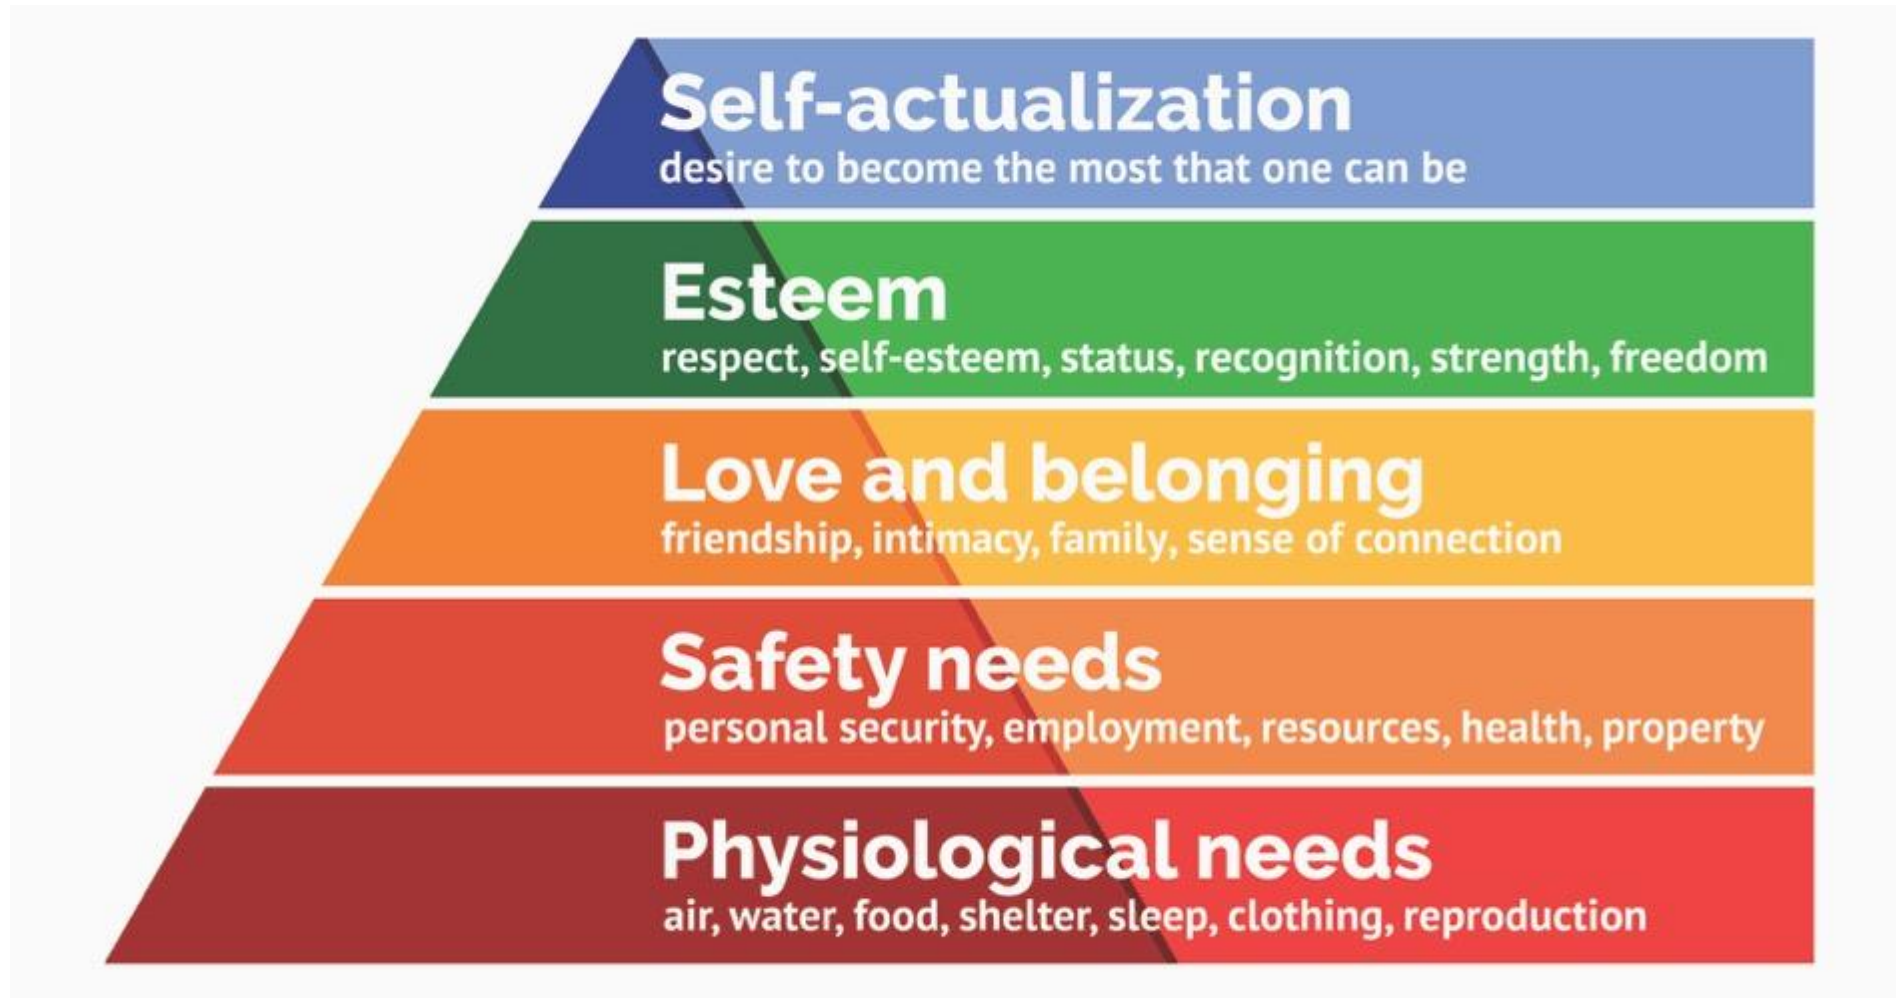 Self-actualization
desire to become the most that one can be
Esteem
respect, self-esteem, status, recognition, strength, freedom
Love and belonging
friendship, intimacy, family, sense of connection
Safety needs
personal security, employment, resources, health, property
Physiological needs
air, water, food, shelter, sleep, clothing, reproduction